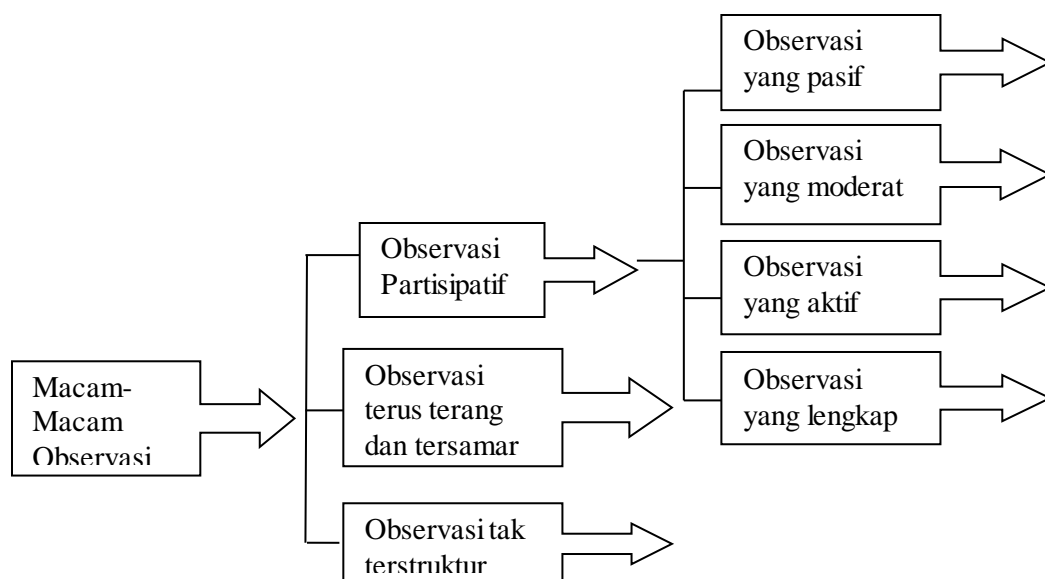 Macam-
Macam
Observasi
Observasi
Partisipatif
Observasi
terus terang
dan tersamar
Observasi tak
terstruktur
Observasi
yang pasif
Observasi
yang moderat
Observasi
yang aktif
Observasi
yang lengkap